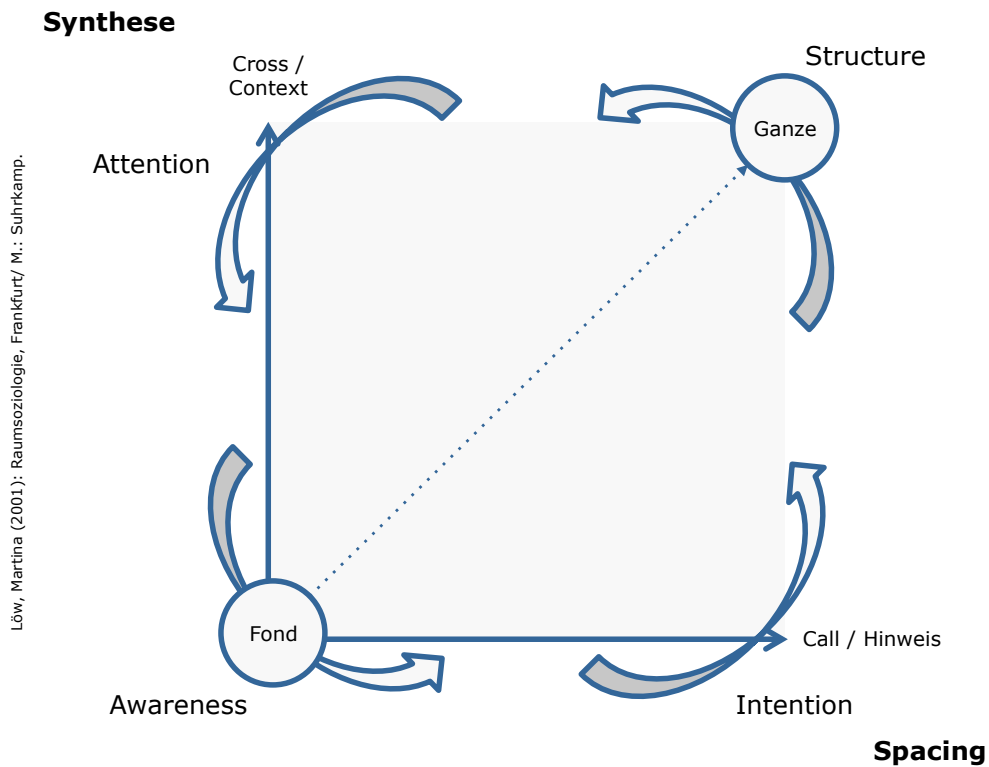 Synthese
Structure
Cross /
Context
Ganze
Attention
Löw, Martina (2001): Raumsoziologie, Frankfurt/ M.: Suhrkamp.
Fond
Call / Hinweis
Awareness
Intention
Spacing